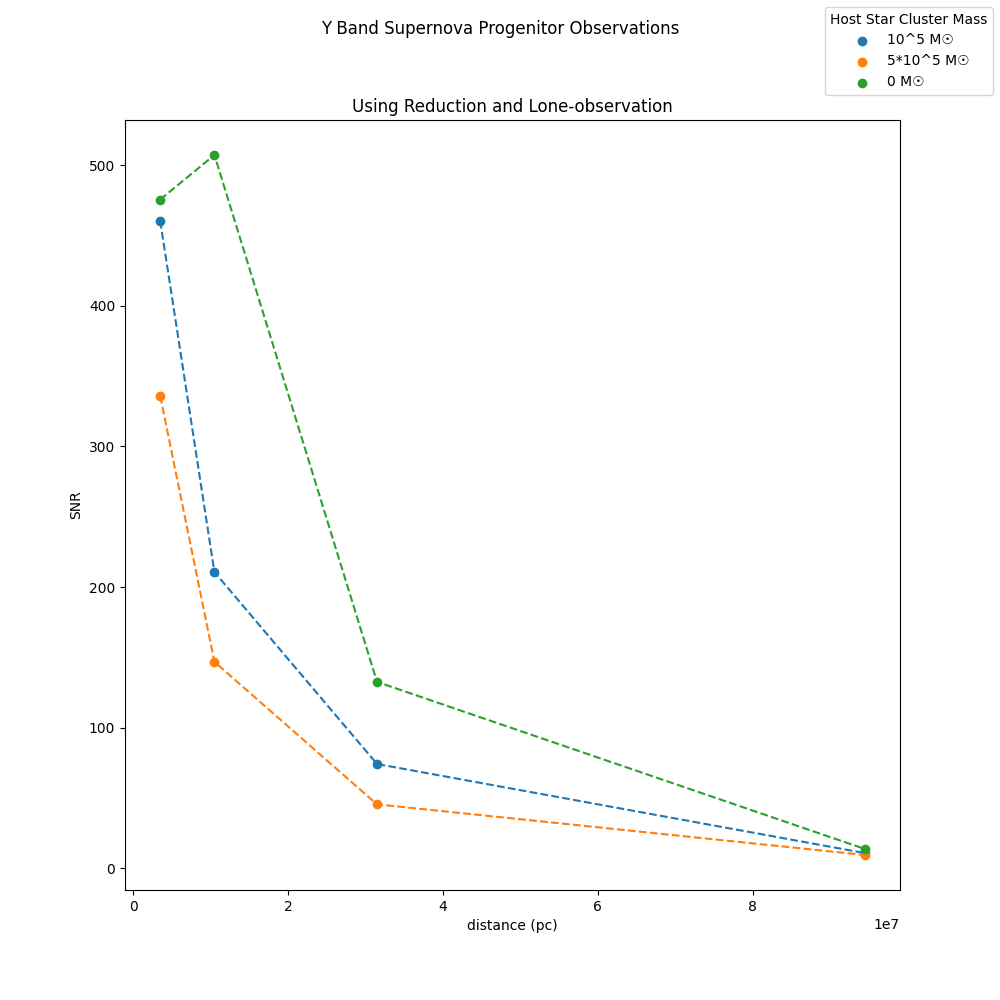 Y Band Supernova Progenitor Observations
Host Star Cluster Mass
10^5 M☉
5*10^5 M☉
0 M☉
Using Reduction and Lone-observation
500
400
300
200
100
0
SNR
0 2 4 6 8
1e7
distance (pc)